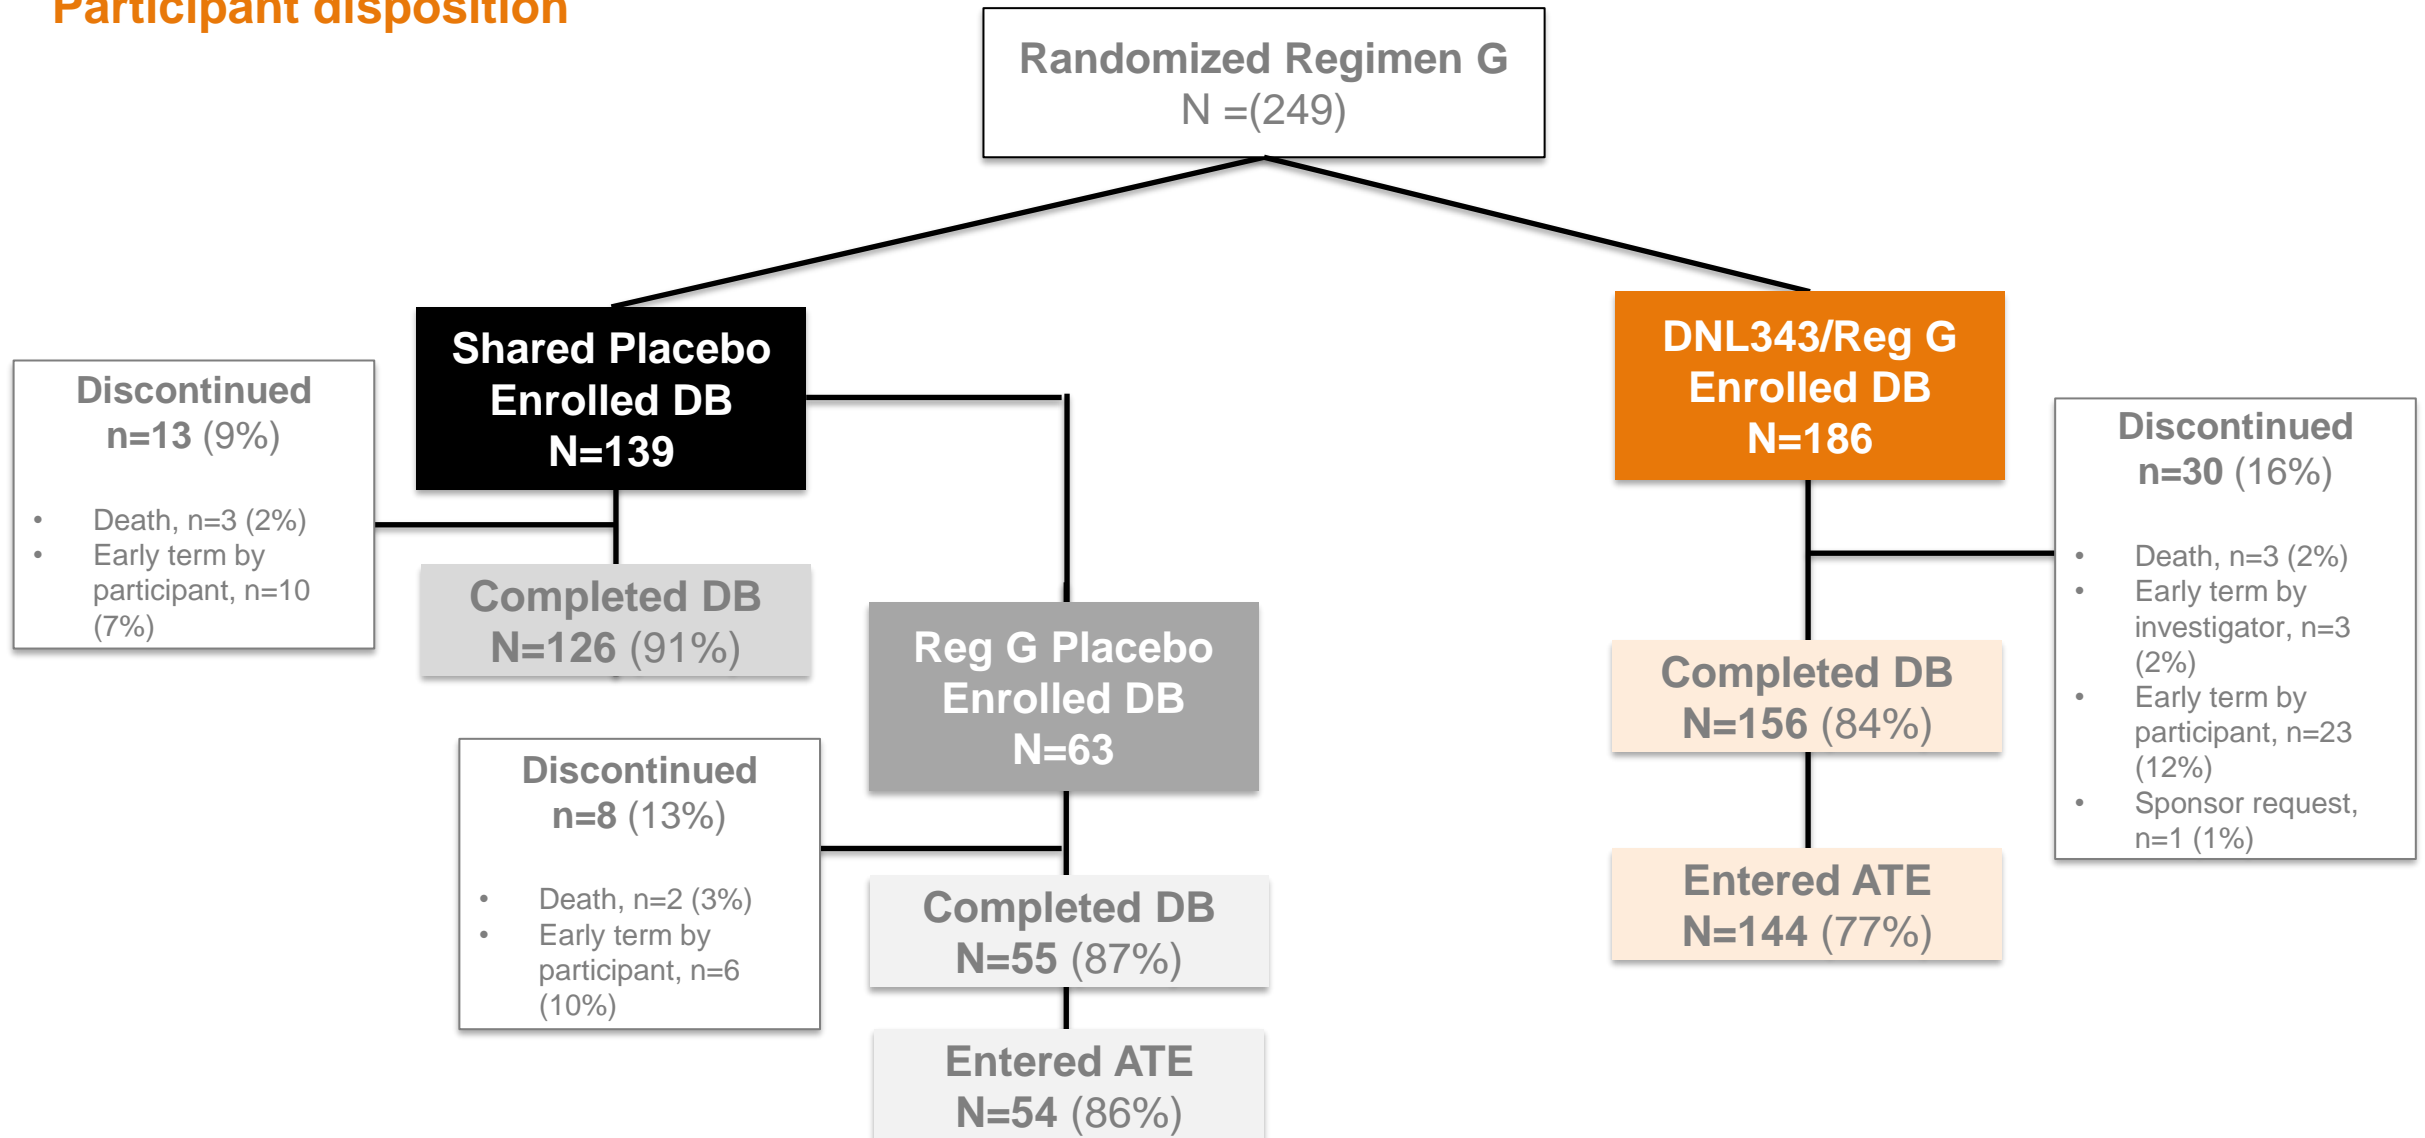 Participant disposition
Randomized Regimen G
N =(249)
Shared Placebo
Enrolled DB
N=139
DNL343/Reg G
Enrolled DB
N=186
Discontinued
n=13 (9%)
• Death, n=3 (2%)
• Early term by
participant, n=10
(7%)
Discontinued
n=30 (16%)
• Death, n=3 (2%)
• Early term by
investigator, n=3
(2%)
• Early term by
participant, n=23
(12%)
• Sponsor request,
n=1 (1%)
Completed DB
N=126 (91%)
Reg G Placebo
Enrolled DB
N=63
Completed DB
N=156 (84%)
Discontinued
n=8 (13%)
• Death, n=2 (3%)
• Early term by
participant, n=6
(10%)
Completed DB
N=55 (87%)
Entered ATE
N=144 (77%)
Entered ATE
N=54 (86%)